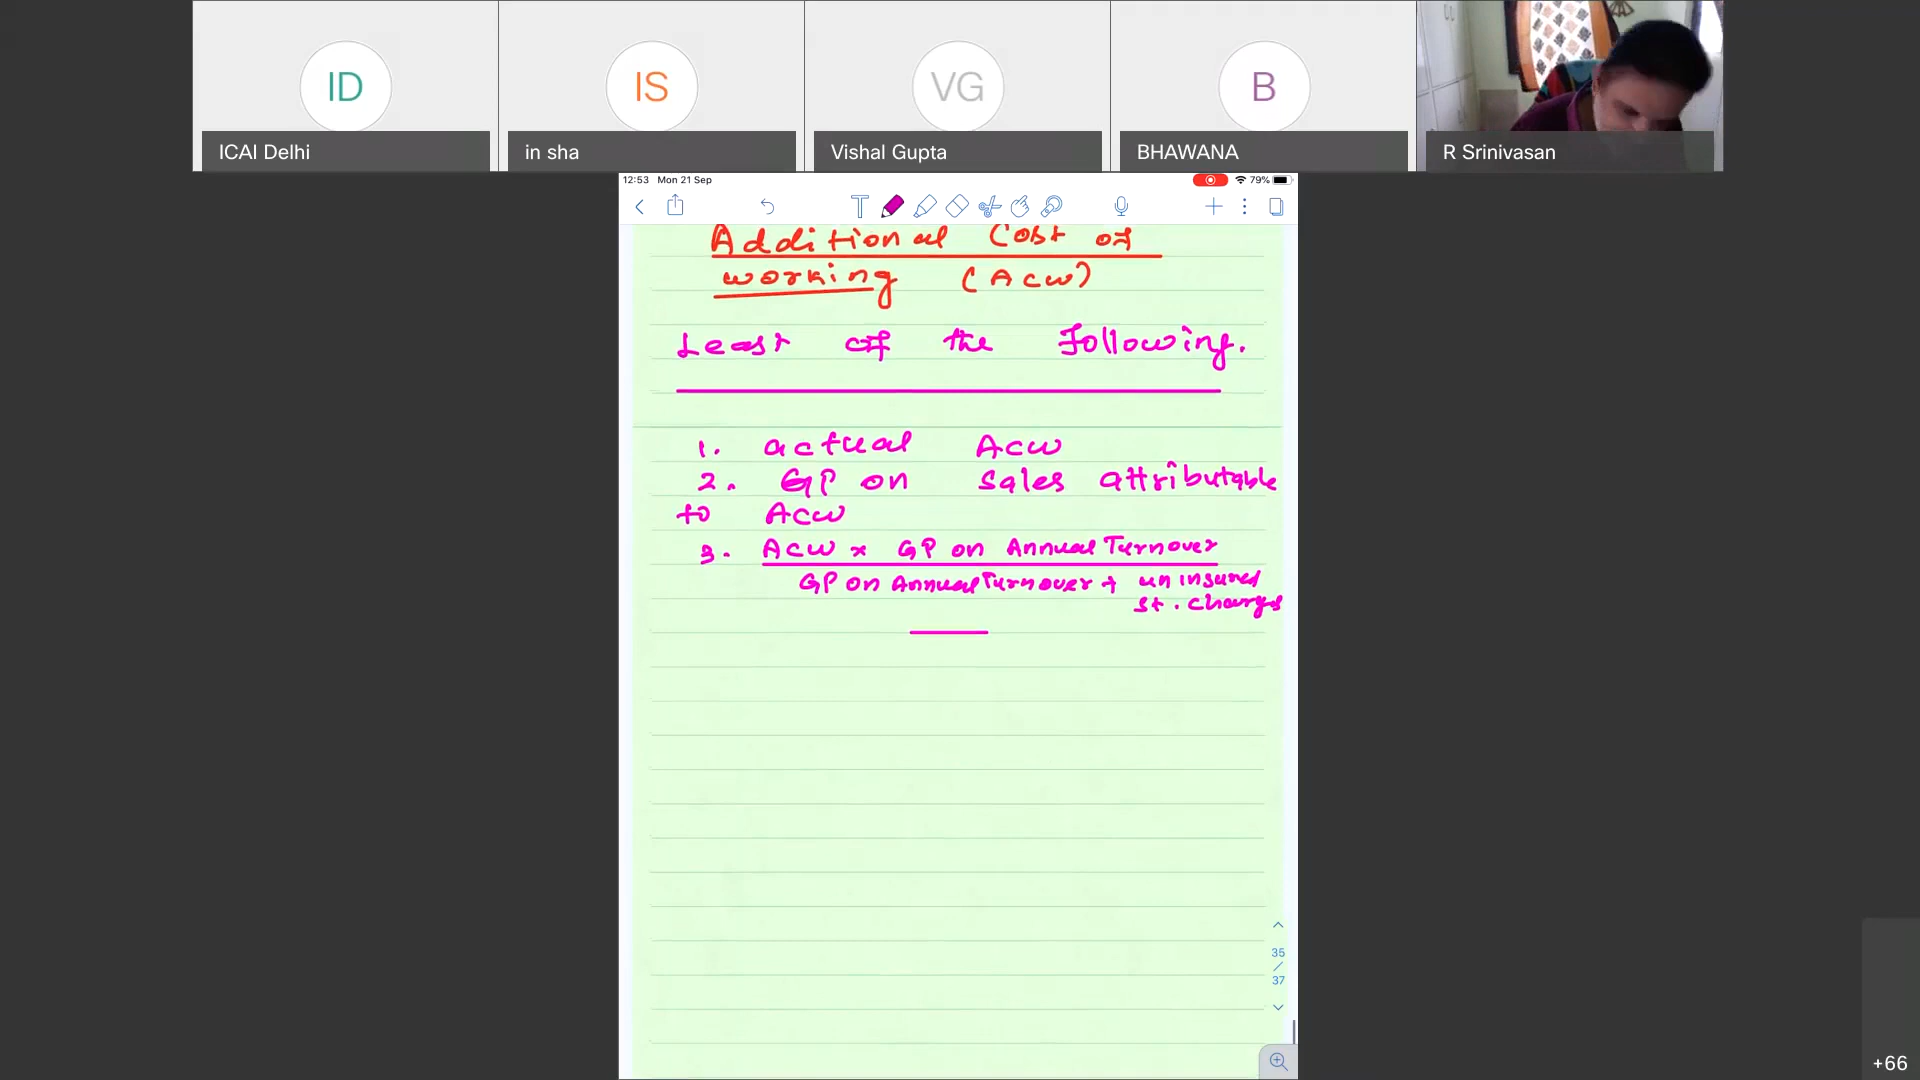 ID
IS
VG
B
ICAI Delhi
in sha
Vishal Gupta
BHAWANA
R Srinivasan
12:53 Mon 21 Sep
79%
Additional Cost of
working (ACW)
Least of the following.
1. actual ACW
2. GP on Sales attributable
to ACW
3. ACW x GP on Annual Turnover
GP on Annual Turnover + un insured
st. charges
35
/
37
+66